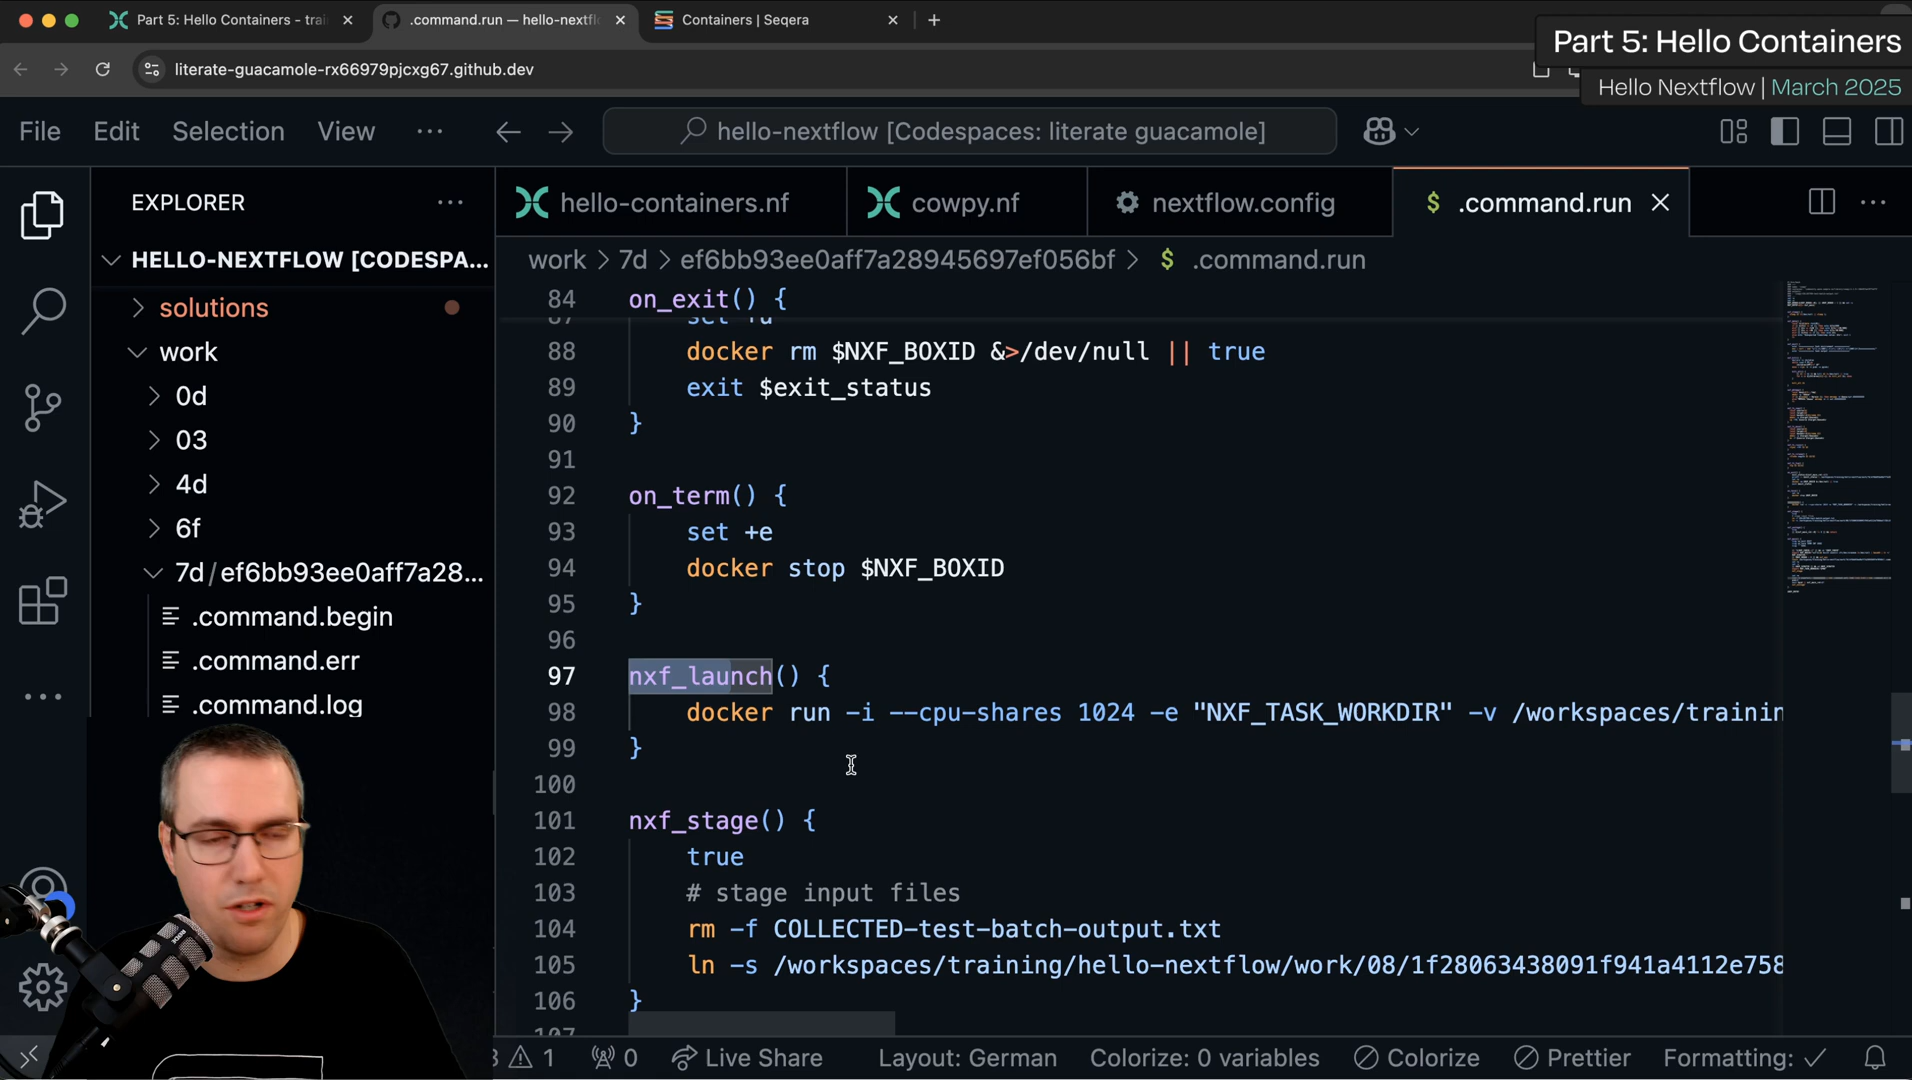 Part 5: Hello Containers - trai
.command.run — hello-nextfl
Containers | Seqera
Part 5: Hello Containers
literate-guacamole-rx66979pjcxg67.github.dev
Hello Nextflow | March 2025
File Edit Selection View
hello-nextflow [Codespaces: literate guacamole]
EXPLORER
hello-containers.nf
cowpy.nf
nextflow.config
$ .command.run
HELLO-NEXTFLOW [CODESPA...
work > 7d > ef6bb93ee0aff7a28945697ef056bf > $ .command.run
solutions
work
0d
03
4d
6f
7d/ef6bb93ee0aff7a28...
.command.begin
.command.err
.command.log
84 on_exit() {
87 set +u
88 docker rm $NXF_BOXID &>/dev/null || true
89 exit $exit_status
90 }
91
92 on_term() {
93 set +e
94 docker stop $NXF_BOXID
95 }
96
97 nxf_launch() {
98 docker run -i --cpu-shares 1024 -e "NXF_TASK_WORKDIR" -v /workspaces/trainin
99 }
100
101 nxf_stage() {
102 true
103 # stage input files
104 rm -f COLLECTED-test-batch-output.txt
105 ln -s /workspaces/training/hello-nextflow/work/08/1f28063438091f941a4112e758
106 }
107
1 0 Live Share Layout: German Colorize: 0 variables Colorize Prettier Formatting: ✓